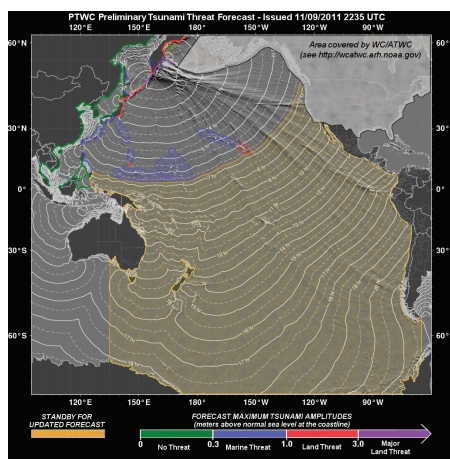 PTWC Preliminary Tsunami Threat Forecast - Issued 11/09/2011 2235 UTC
Area covered by WC/ATWC
(see http://wcatwc.arh.noaa.gov)
60°N
30°N
0°
30°S
60°S
60°N
30°N
0°
30°S
60°S
120°E
150°E
180°
150°W
120°W
90°W
120°E
150°E
180°
150°W
120°W
90°W
STANDBY FOR
UPDATED FORECAST
FORECAST MAXIMUM TSUNAMI AMPLITUDES
(meters above normal sea level at the coastline)
0
0.3
1.0
3.0
No Threat
Marine Threat
Land Threat
Major
Land Threat